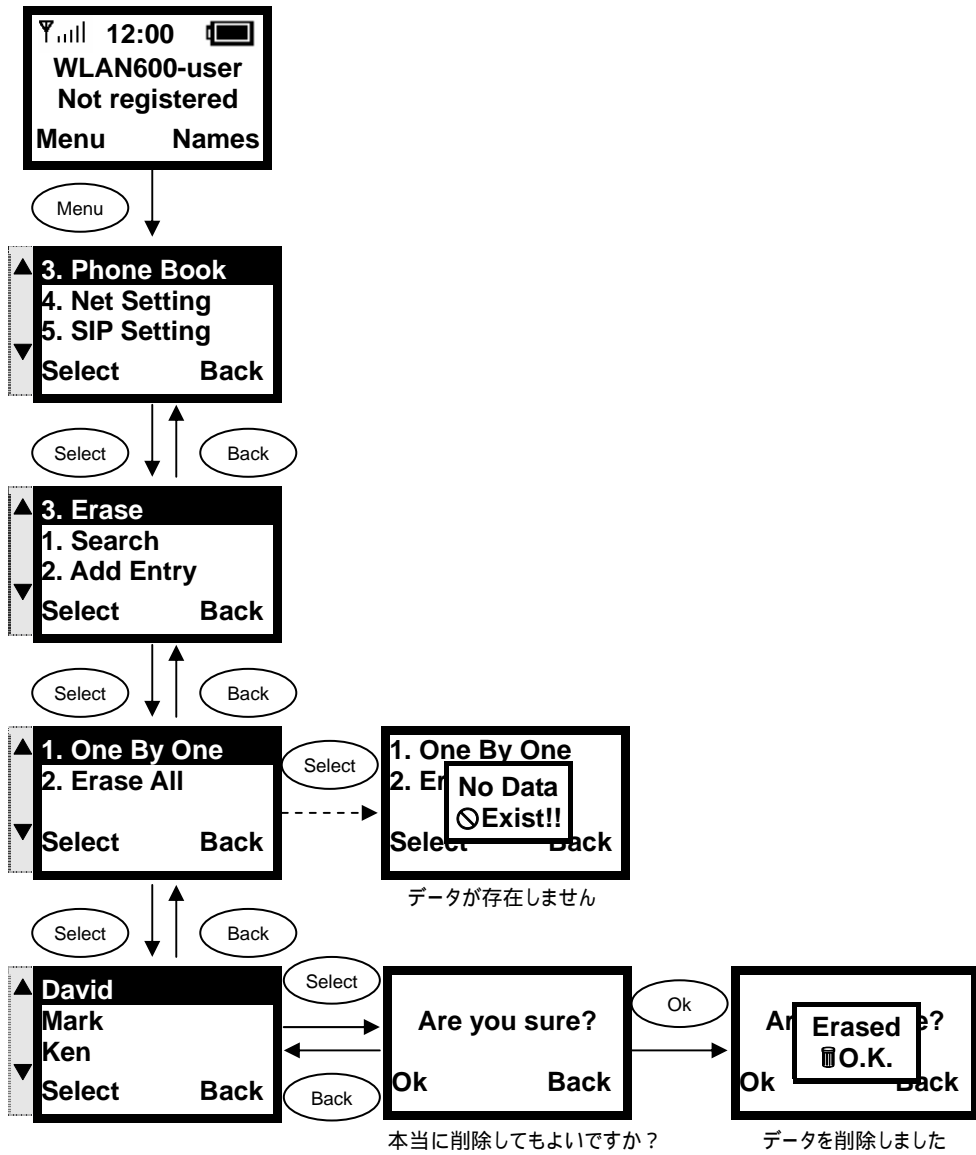 12:00
WLAN600-user
Not registered
Menu Names
Menu
3. Phone Book
4. Net Setting
5. SIP Setting
Select Back
Select Back
3. Erase
1. Search
2. Add Entry
Select Back
Select Back
1. One By One
2. Erase All
Select Back
Select
1. One By One
2. Er
No Data
Exist!!
Select Back
データが存在しません
Select Back
David
Mark
Ken
Select Back
Select
Back
Are you sure?
Ok Back
本当に削除してもよいですか？
Ok
Ar e?
Erased
O.K.
Ok Back
データを削除しました